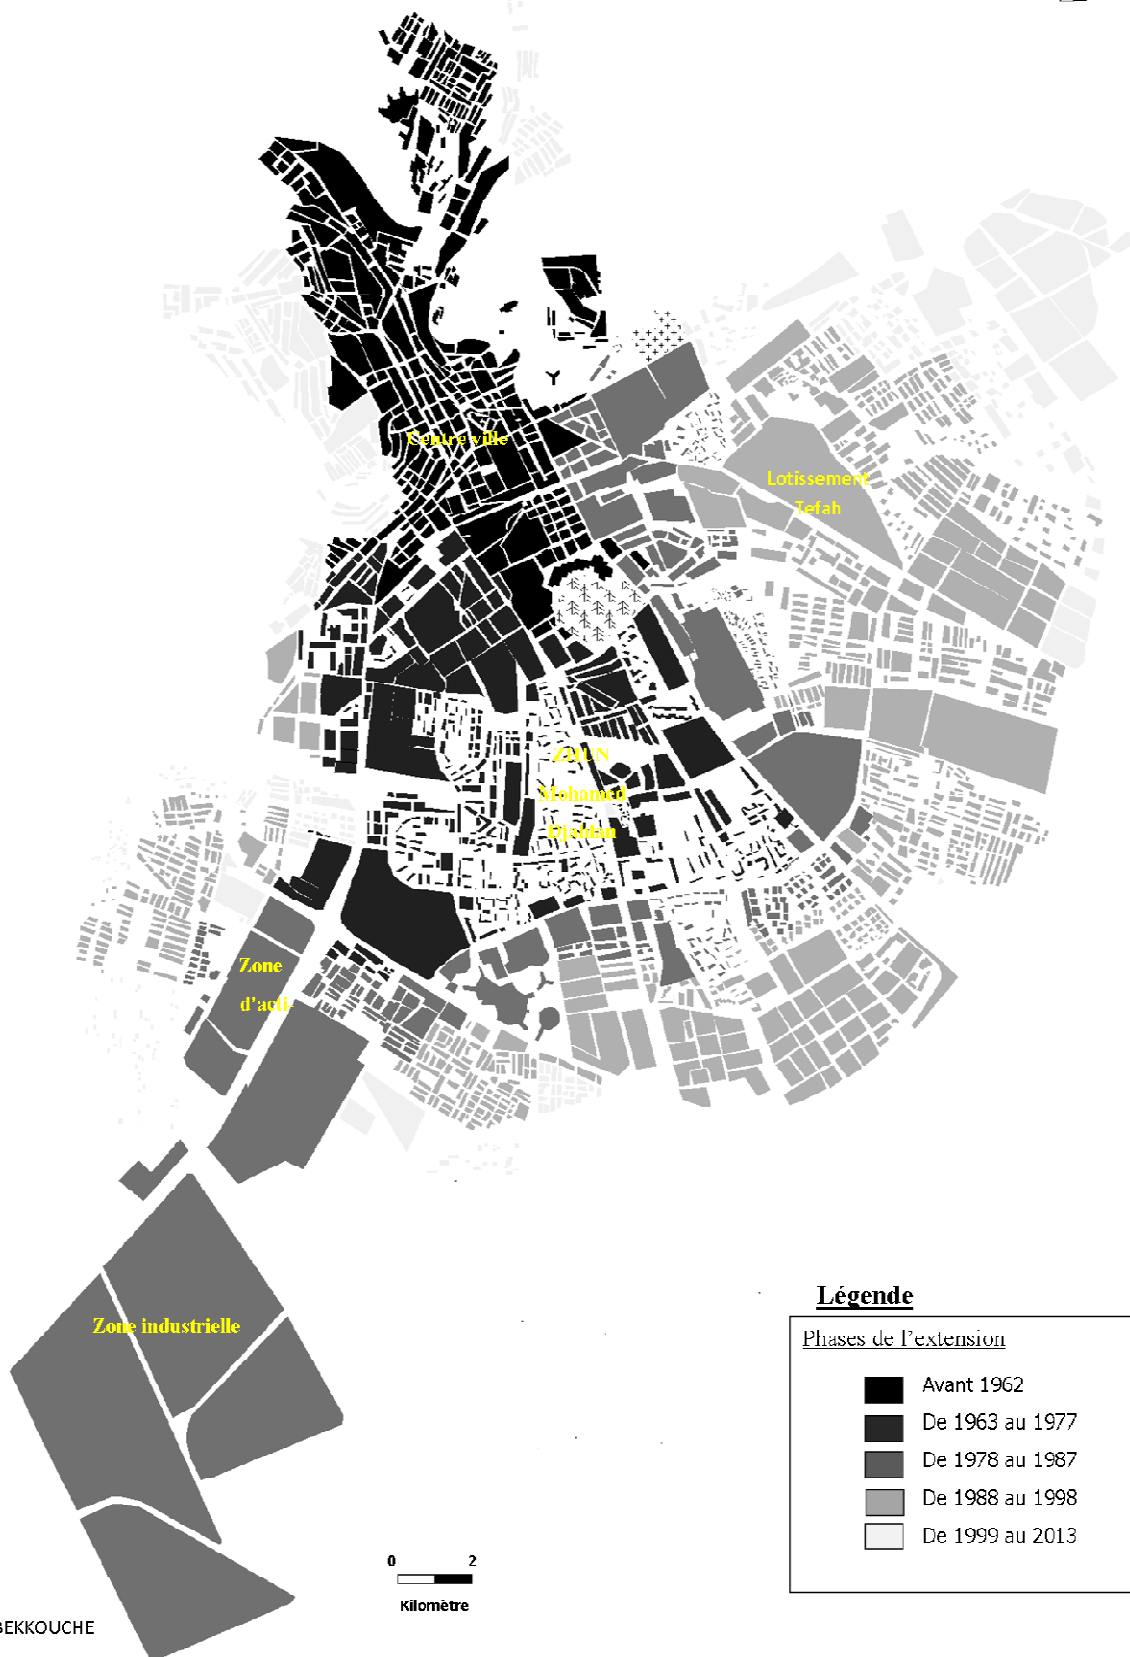 Centre ville
Lotissement
Tefah
ZHUN
Mohamed
Djahlan
Zone
d'acti-
Zone industrielle
Légende
Phases de l'extension
Avant 1962
De 1963 au 1977
De 1978 au 1987
De 1988 au 1998
De 1999 au 2013
0 2
Kilomètre
BEKKOUCHE